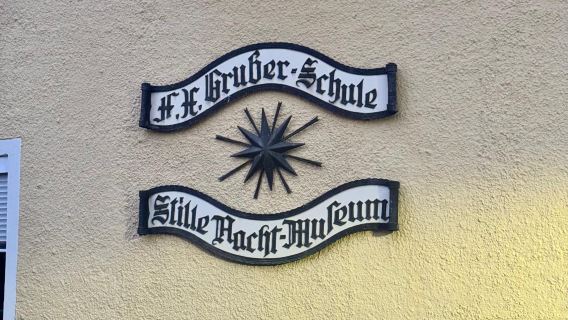 F. X. Gruber-Schule
Stille Nacht-Museum